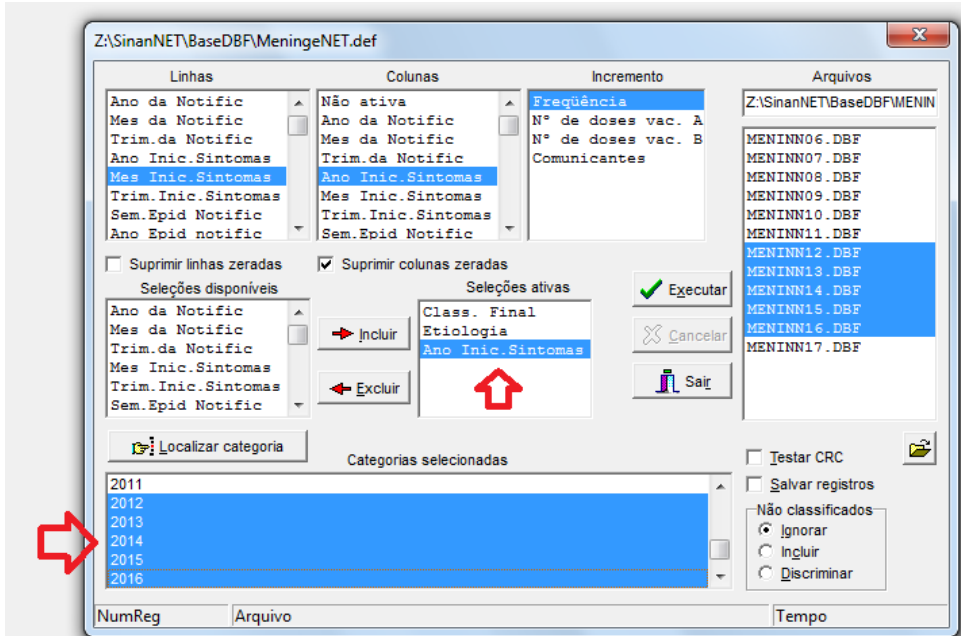 Z:\SinanNET\BaseDBF\MeningeNET.def
Linhas
Ano da Notific
Mes da Notific
Trim.da Notific
Ano Inic.Sintomas
Mes Inic.Sintomas
Trim.Inic.Sintomas
Sem.Epid Notific
Ano Epid notific
Colunas
Não ativa
Ano da Notific
Mes da Notific
Trim.da Notific
Ano Inic.Sintomas
Mes Inic.Sintomas
Trim.Inic.Sintomas
Sem.Epid Notific
Incremento
Freqüência
Nº de doses vac. A
Nº de doses vac. B
Comunicantes
Arquivos
Z:\SinanNET\BaseDBF\MENIN
MENINN06.DBF
MENINN07.DBF
MENINN08.DBF
MENINN09.DBF
MENINN10.DBF
MENINN11.DBF
MENINN12.DBF
MENINN13.DBF
MENINN14.DBF
MENINN15.DBF
MENINN16.DBF
MENINN17.DBF
Suprimir linhas zeradas
Suprimir colunas zeradas
Seleções disponíveis
Ano da Notific
Mes da Notific
Trim.da Notific
Mes Inic.Sintomas
Trim.Inic.Sintomas
Sem.Epid Notific
Incluir
Excluir
Seleções ativas
Class. Final
Etiologia
Ano Inic.Sintomas
Executar
Cancelar
Sair
Localizar categoria
Categorias selecionadas
2011
2012
2013
2014
2015
2016
Testar CRC
Salvar registros
Não classificados
Ignorar
Incluir
Discriminar
NumReg
Arquivo
Tempo